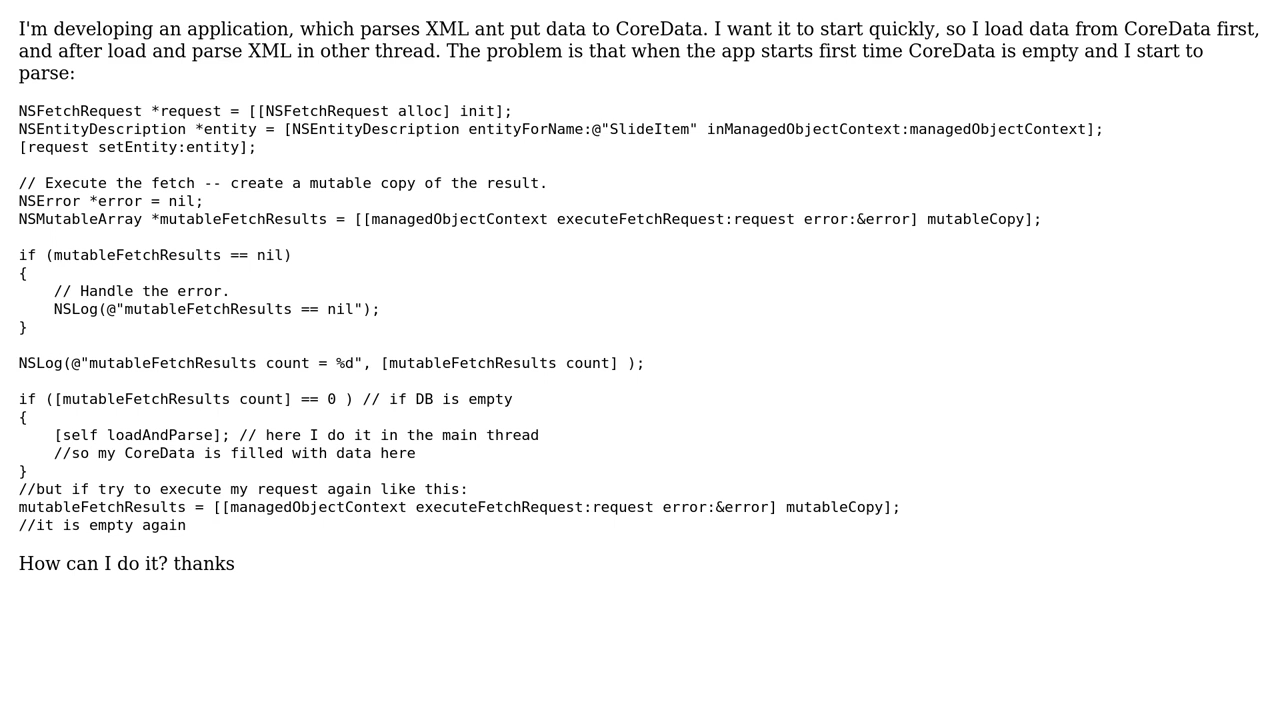 I'm developing an application, which parses XML ant put data to CoreData. I want it to start quickly, so I load data from CoreData first,
and after load and parse XML in other thread. The problem is that when the app starts first time CoreData is empty and I start to
parse:
NSFetchRequest *request = [[NSFetchRequest alloc] init];
NSEntityDescription *entity = [NSEntityDescription entityForName:@"SlideItem" inManagedObjectContext:managedObjectContext];
[request setEntity:entity];

// Execute the fetch -- create a mutable copy of the result.
NSError *error = nil;
NSMutableArray *mutableFetchResults = [[managedObjectContext executeFetchRequest:request error:&error] mutableCopy];

if (mutableFetchResults == nil)
{
    // Handle the error.
    NSLog(@"mutableFetchResults == nil");
}

NSLog(@"mutableFetchResults count = %d", [mutableFetchResults count] );

if ([mutableFetchResults count] == 0 ) // if DB is empty
{
    [self loadAndParse]; // here I do it in the main thread
    //so my CoreData is filled with data here
}
//but if try to execute my request again like this:
mutableFetchResults = [[managedObjectContext executeFetchRequest:request error:&error] mutableCopy];
//it is empty again
How can I do it? thanks